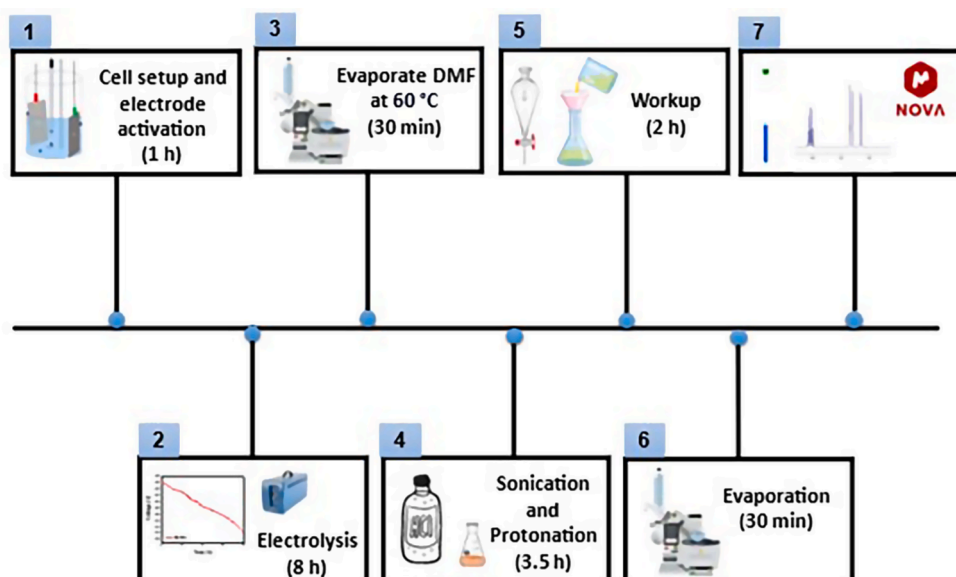 1
Cell setup and
electrode
activation
(1 h)
3
Evaporate DMF
at 60 °C
(30 min)
5
Workup
(2 h)
7
NOVA
2
Electrolysis
(8 h)
4
Sonication
and
Protonation
(3.5 h)
6
Evaporation
(30 min)